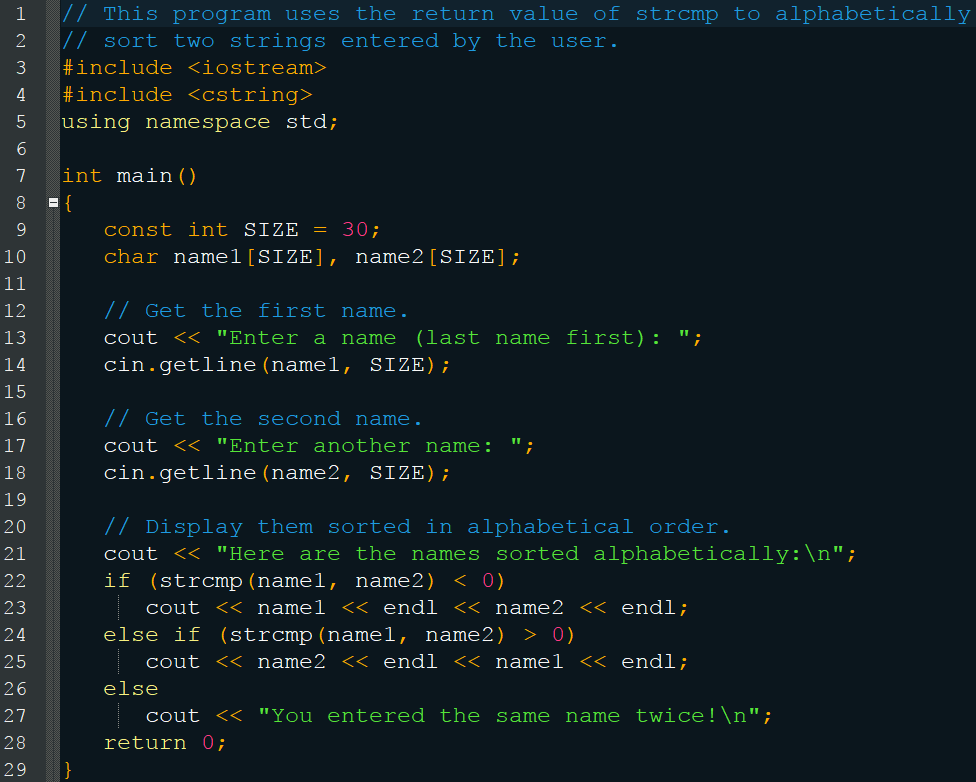 1 // This program uses the return value of strcmp to alphabetically
2 // sort two strings entered by the user.
3 #include <iostream>
4 #include <cstring>
5 using namespace std;
6
7 int main()
8 {
9    const int SIZE = 30;
10    char name1[SIZE], name2[SIZE];
11
12    // Get the first name.
13    cout << "Enter a name (last name first): ";
14    cin.getline(name1, SIZE);
15
16    // Get the second name.
17    cout << "Enter another name: ";
18    cin.getline(name2, SIZE);
19
20    // Display them sorted in alphabetical order.
21    cout << "Here are the names sorted alphabetically:\n";
22    if (strcmp(name1, name2) < 0)
23       cout << name1 << endl << name2 << endl;
24    else if (strcmp(name1, name2) > 0)
25       cout << name2 << endl << name1 << endl;
26    else
27       cout << "You entered the same name twice!\n";
28    return 0;
29 }